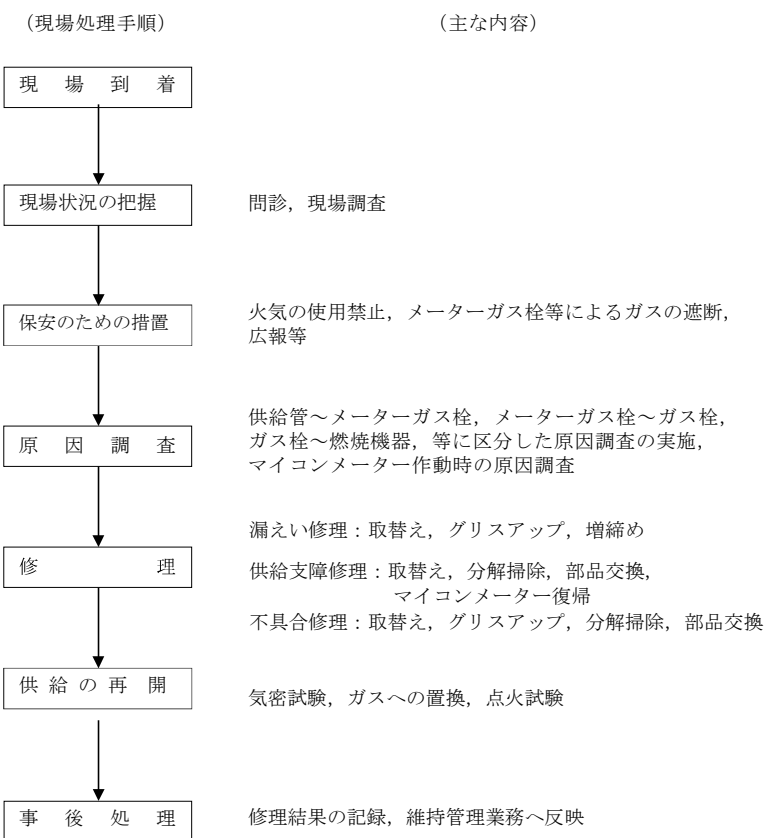 (現場処理手順) (主な内容)
現場到着
現場状況の把握 問診，現場調査
保安のための措置 火気の使用禁止，メーターガス栓等によるガスの遮断，
広報等
供給管～メーターガス栓，メーターガス栓～ガス栓，
原因調査 ガス栓～燃焼機器，等に区分した原因調査の実施，
マイコンメーター作動時の原因調査
漏えい修理：取替え，グリスアップ，増締め
修理 供給支障修理：取替え，分解掃除，部品交換，
マイコンメーター復帰
不具合修理：取替え，グリスアップ，分解掃除，部品交換
供給の再開 気密試験，ガスへの置換，点火試験
事後処理 修理結果の記録，維持管理業務へ反映